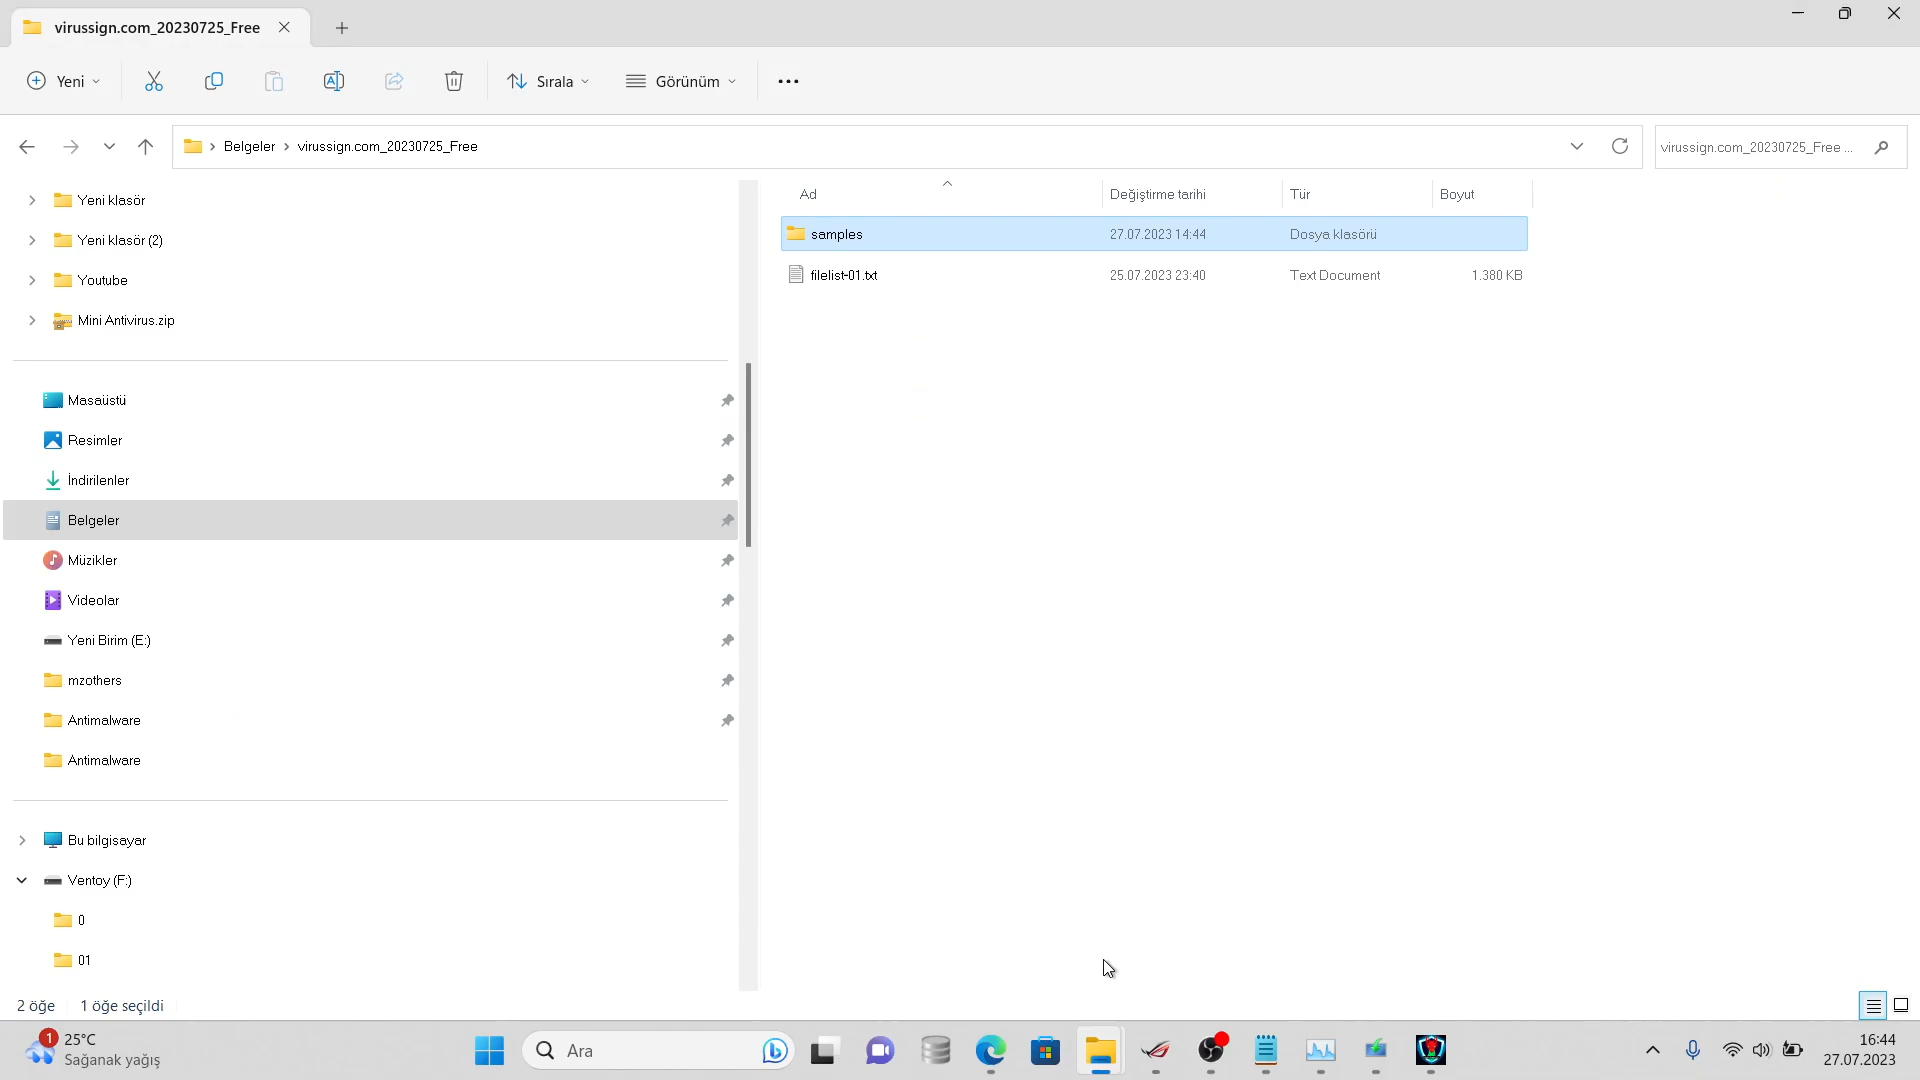 virussign.com_20230725_Free
Yeni
Sırala
Görünüm
Belgeler
virussign.com_20230725_Free
virussign.com_20230725_Free ...
Yeni klasör
Yeni klasör (2)
Youtube
Mini Antivirus.zip
Masaüstü
Resimler
İndirilenler
Belgeler
Müzikler
Videolar
Yeni Birim (E:)
mzothers
Antimalware
Antimalware
Bu bilgisayar
Ventoy (F:)
0
01
Ad Değiştirme tarihi Tür Boyut
samples 27.07.2023 14:44 Dosya klasörü
filelist-01.txt 25.07.2023 23:40 Text Document 1.380 KB
2 öğe 1 öğe seçildi
1
25°C
Sağanak yağış
Ara
16:44
27.07.2023